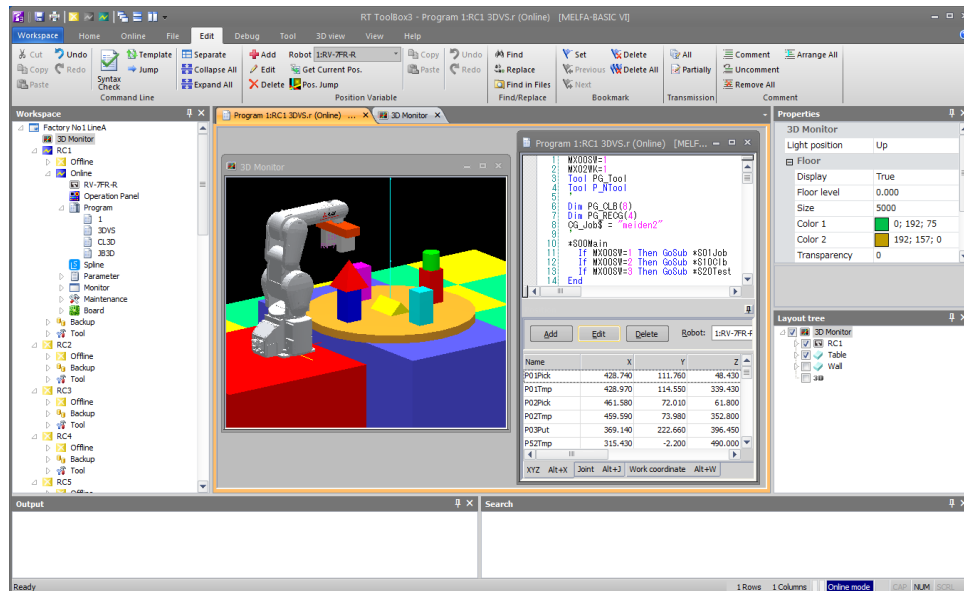 RT ToolBox3 - Program 1:RC1 3DVS.r (Online) [MELFA-BASIC VI]
Workspace Home Online File Edit Debug Tool 3D view View Help
Cut Undo Template Separate Add Robot 1:RV-7FR-R Copy Undo Find Set Delete All Comment Arrange All
Copy Redo Syntax Check Jump Collapse All Edit Get Current Pos. Paste Redo Replace Previous Delete All Partially Uncomment
Paste Expand All Delete Pos. Jump Find in Files Next Remove All
Command Line Position Variable Find/Replace Bookmark Transmission Comment
Workspace
Factory No1 LineA
3D Monitor
RC1
Offline
Online
RV-7FR-R
Operation Panel
Program
1
3DVS
CL3D
JB3D
Spline
Parameter
Monitor
Maintenance
Board
Backup
Tool
RC2
Offline
Backup
Tool
RC3
Offline
Backup
Tool
RC4
Offline
Backup
Tool
RC5
Program 1:RC1 3DVS.r (Online) ...
3D Monitor
3D Monitor
Program 1:RC1 3DVS.r (Online) [MELF...
1 MXOOSW=1
2 MXO2WK=1
3 Tool PG_Tool
4 Tool P_NTool
5 '
6 Dim PG_CLB(8)
7 Dim PG_RECG(4)
8 CG_Job$ = "meiden2"
9 '
10 *S00Main
11 If MXOOSW=1 Then GoSub *S01Job
12 If MXOOSW=2 Then GoSub *S10Clb
13 If MXOOSW=3 Then GoSub *S20Test
14 End
Add Edit Delete Robot: 1:RV-7FR-R
Name X Y Z
P01Pick 428.740 111.760 48.430
P01Tmp 428.970 114.550 339.430
P02Pick 461.580 72.010 61.800
P02Tmp 459.590 73.980 352.800
P03Put 369.140 222.660 396.450
P52Tmp 315.430 -2.200 490.000
XYZ Alt+X Joint Alt+J Work coordinate Alt+W
Properties
3D Monitor
Light position Up
Floor
Display True
Floor level 0.000
Size 5000
Color 1 0; 192; 75
Color 2 192; 157; 0
Transparency 0
Layout tree
3D Monitor
RC1
Table
Wall
3D
Output
Search
Ready
1 Rows 1 Columns Online mode CAP NUM SCRL